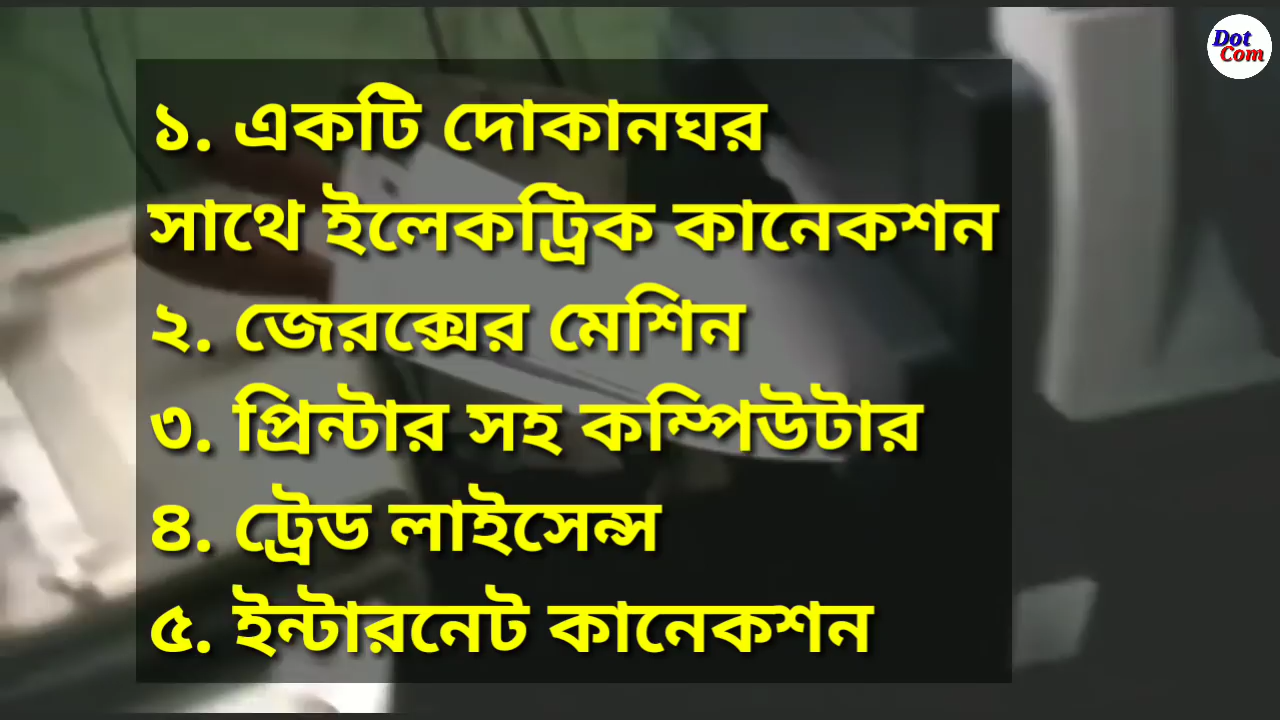 Dot
Com
১. একটি দোকানঘর
সাথে ইলেকট্রিক কানেকশন
২. জেরক্সের মেশিন
৩. প্রিন্টার সহ কম্পিউটার
৪. ট্রেড লাইসেন্স
৫. ইন্টারনেট কানেকশন